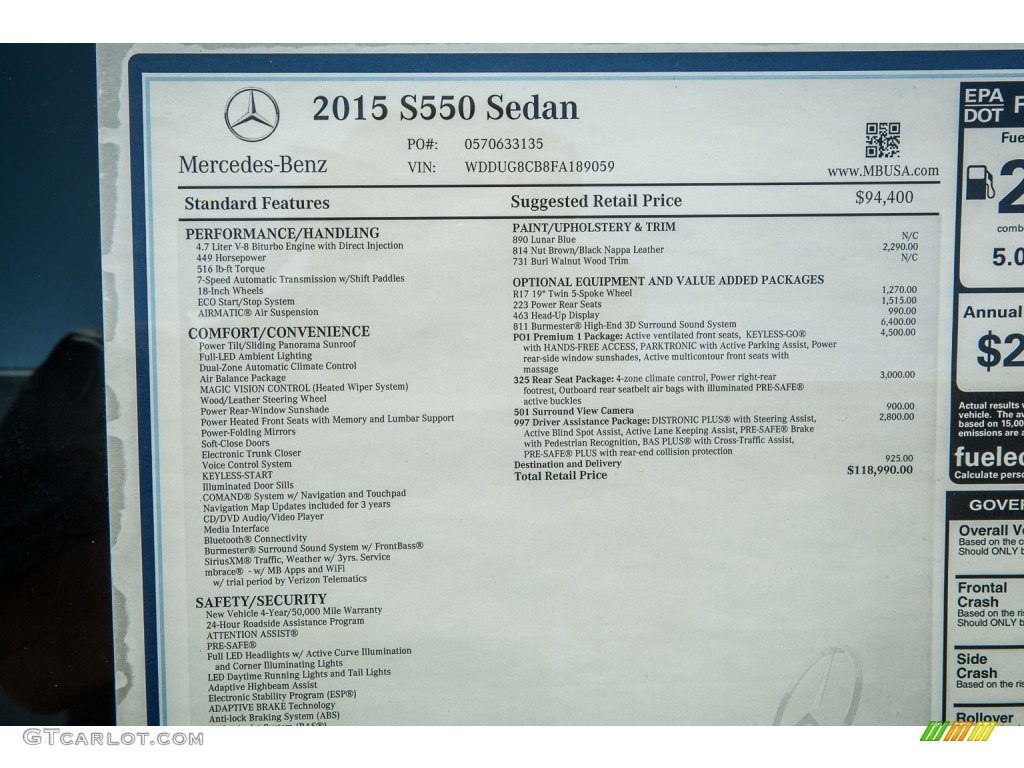 2015 S550 Sedan
PO#: 0570633135
Mercedes-Benz
VIN: WDDUG8CB8FA189059
www.MBUSA.com
Standard Features
Suggested Retail Price $94,400
PERFORMANCE/HANDLING
4.7 Liter V-8 Biturbo Engine with Direct Injection
449 Horsepower
516 lb-ft Torque
7-Speed Automatic Transmission w/Shift Paddles
18-Inch Wheels
ECO Start/Stop System
AIRMATIC® Air Suspension
COMFORT/CONVENIENCE
Power Tilt/Sliding Panorama Sunroof
Full-LED Ambient Lighting
Dual-Zone Automatic Climate Control
Air Balance Package
MAGIC VISION CONTROL (Heated Wiper System)
Wood/Leather Steering Wheel
Power Rear-Window Sunshade
Power Heated Front Seats with Memory and Lumbar Support
Power-Folding Mirrors
Soft-Close Doors
Electronic Trunk Closer
Voice Control System
KEYLESS-START
Illuminated Door Sills
COMAND® System w/ Navigation and Touchpad
Navigation Map Updates included for 3 years
CD/DVD Audio/Video Player
Media Interface
Bluetooth® Connectivity
Burmester® Surround Sound System w/ FrontBass®
SiriusXM® Traffic, Weather w/ 3yrs. Service
mbrace® - w/ MB Apps and WiFi
w/ trial period by Verizon Telematics
SAFETY/SECURITY
New Vehicle 4-Year/50,000 Mile Warranty
24-Hour Roadside Assistance Program
ATTENTION ASSIST®
PRE-SAFE®
Full LED Headlights w/ Active Curve Illumination
and Corner Illuminating Lights
LED Daytime Running Lights and Tail Lights
Adaptive Highbeam Assist
Electronic Stability Program (ESP®)
ADAPTIVE BRAKE Technology
Anti-lock Braking System (ABS)
PAINT/UPHOLSTERY & TRIM
890 Lunar Blue N/C
814 Nut Brown/Black Nappa Leather 2,290.00
731 Burl Walnut Wood Trim N/C
OPTIONAL EQUIPMENT AND VALUE ADDED PACKAGES
R17 19" Twin 5-Spoke Wheel 1,270.00
223 Power Rear Seats 1,515.00
463 Head-Up Display 990.00
811 Burmester® High-End 3D Surround Sound System 6,400.00
PO1 Premium 1 Package: Active ventilated front seats, KEYLESS-GO® 4,500.00
with HANDS-FREE ACCESS, PARKTRONIC with Active Parking Assist, Power
rear-side window sunshades, Active multicontour front seats with
massage
325 Rear Seat Package: 4-zone climate control, Power right-rear 3,000.00
footrest, Outboard rear seatbelt air bags with illuminated PRE-SAFE®
active buckles
501 Surround View Camera 900.00
997 Driver Assistance Package: DISTRONIC PLUS® with Steering Assist, 2,800.00
Active Blind Spot Assist, Active Lane Keeping Assist, PRE-SAFE® Brake
with Pedestrian Recognition, BAS PLUS® with Cross-Traffic Assist,
PRE-SAFE® PLUS with rear-end collision protection
Destination and Delivery 925.00
Total Retail Price $118,990.00
EPA
DOT F
Fue
2
comb
5.0
Annual
$2
Actual results v
vehicle. The av
based on 15,00
emissions are a
fueleco
Calculate perso
GOVER
Overall Ve
Based on the c
Should ONLY b
Frontal
Crash
Based on the ris
Should ONLY b
Side
Crash
Based on the ris
Rollover
GTcarlot.com